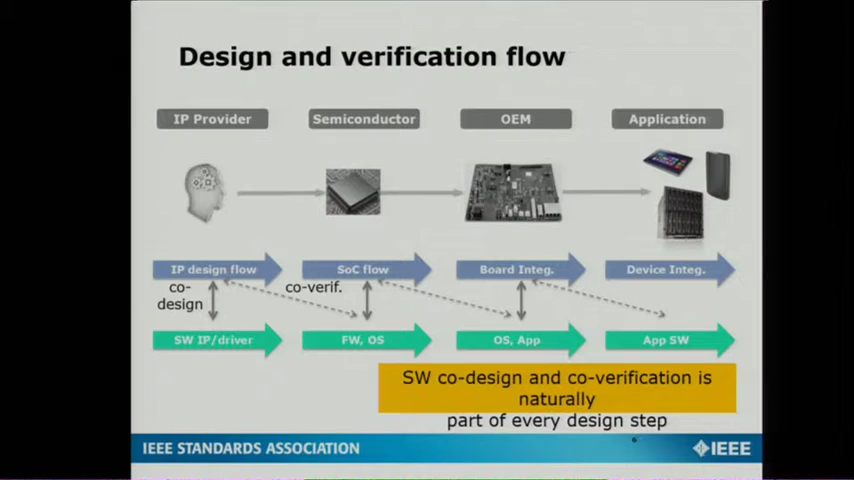 Design and verification flow
IP Provider
Semiconductor
OEM
Application
IP design flow
SoC flow
Board Integ.
Device Integ.
co-
design
co-verif.
SW IP/driver
FW, OS
OS, App
App SW
SW co-design and co-verification is
naturally
part of every design step
6
IEEE STANDARDS ASSOCIATION
IEEE